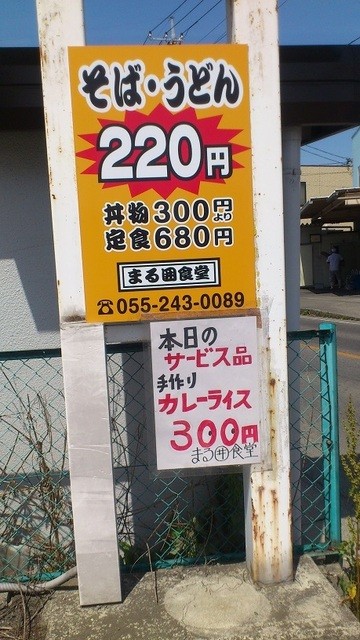 そば・うどん
220円
丼物300円より
定食680円
まる囲食堂
☎055-243-0089
本日の
サービス品
手作り
カレーライス
300円
まる囲食堂